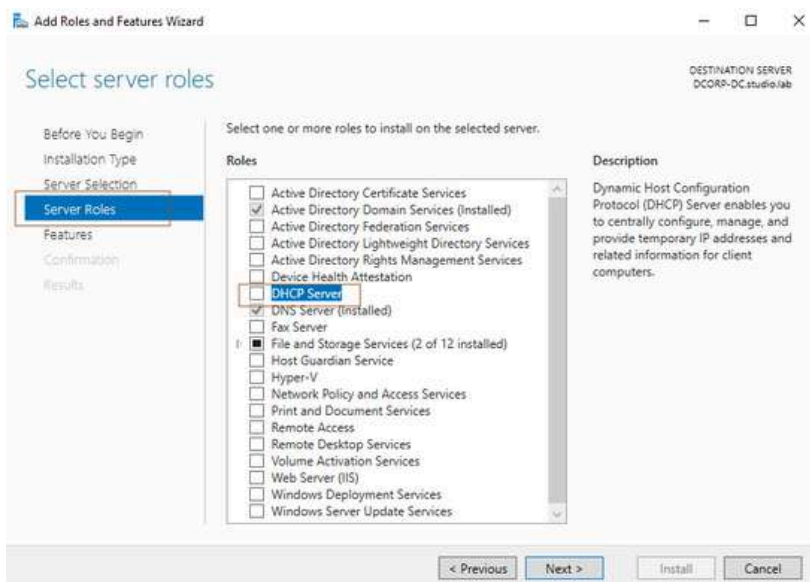 Add Roles and Features Wizard
Select server roles
DESTINATION SERVER
DCORP-DC.studio.lab
Before You Begin
Installation Type
Server Selection
Server Roles
Features
Confirmation
Results
Select one or more roles to install on the selected server.
Roles
Active Directory Certificate Services
Active Directory Domain Services (Installed)
Active Directory Federation Services
Active Directory Lightweight Directory Services
Active Directory Rights Management Services
Device Health Attestation
DHCP Server
DNS Server (Installed)
Fax Server
File and Storage Services (2 of 12 installed)
Host Guardian Service
Hyper-V
Network Policy and Access Services
Print and Document Services
Remote Access
Remote Desktop Services
Volume Activation Services
Web Server (IIS)
Windows Deployment Services
Windows Server Update Services
Description
Dynamic Host Configuration
Protocol (DHCP) Server enables you
to centrally configure, manage, and
provide temporary IP addresses and
related information for client
computers.
< Previous
Next >
Install
Cancel